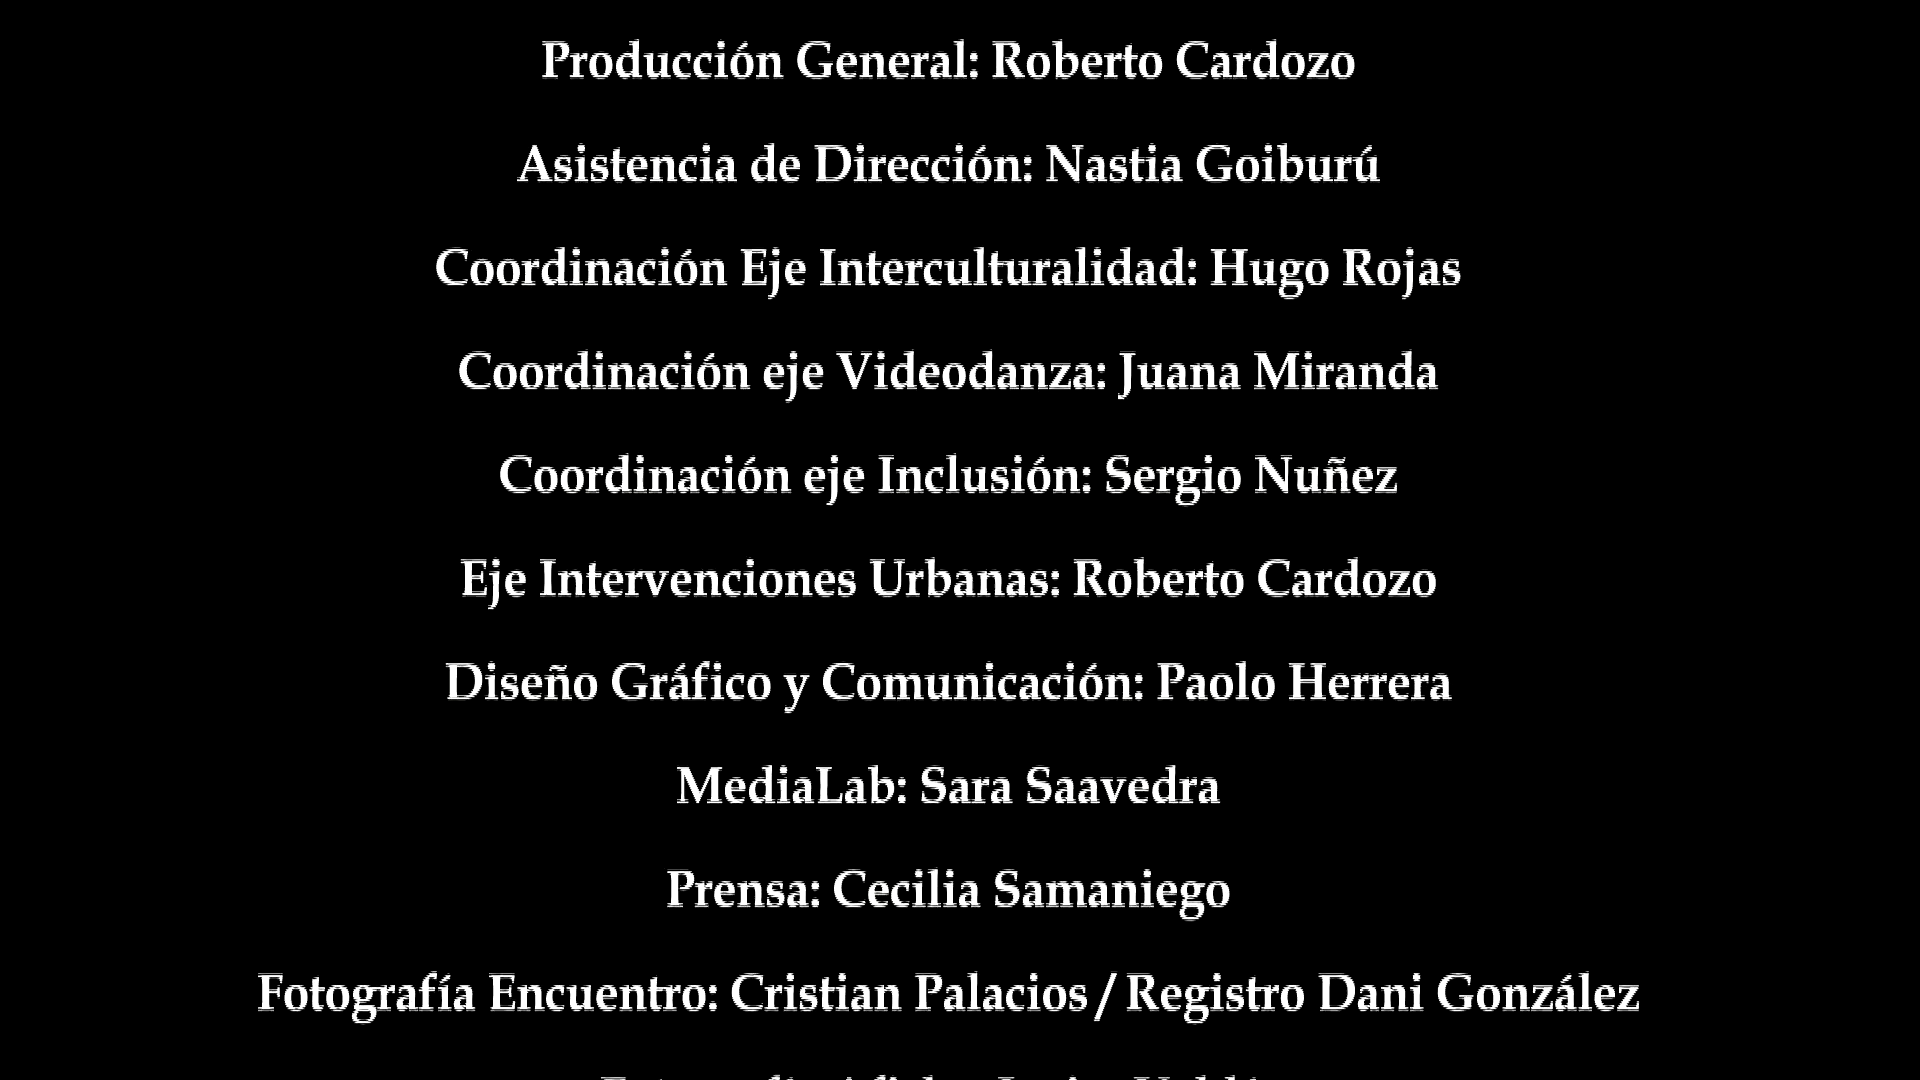 Producción General: Roberto Cardozo
Asistencia de Dirección: Nastia Goiburú
Coordinación Eje Interculturalidad: Hugo Rojas
Coordinación eje Videodanza: Juana Miranda
Coordinación eje Inclusión: Sergio Nuñez
Eje Intervenciones Urbanas: Roberto Cardozo
Diseño Gráfico y Comunicación: Paolo Herrera
MediaLab: Sara Saavedra
Prensa: Cecilia Samaniego
Fotografía Encuentro: Cristian Palacios / Registro Dani González